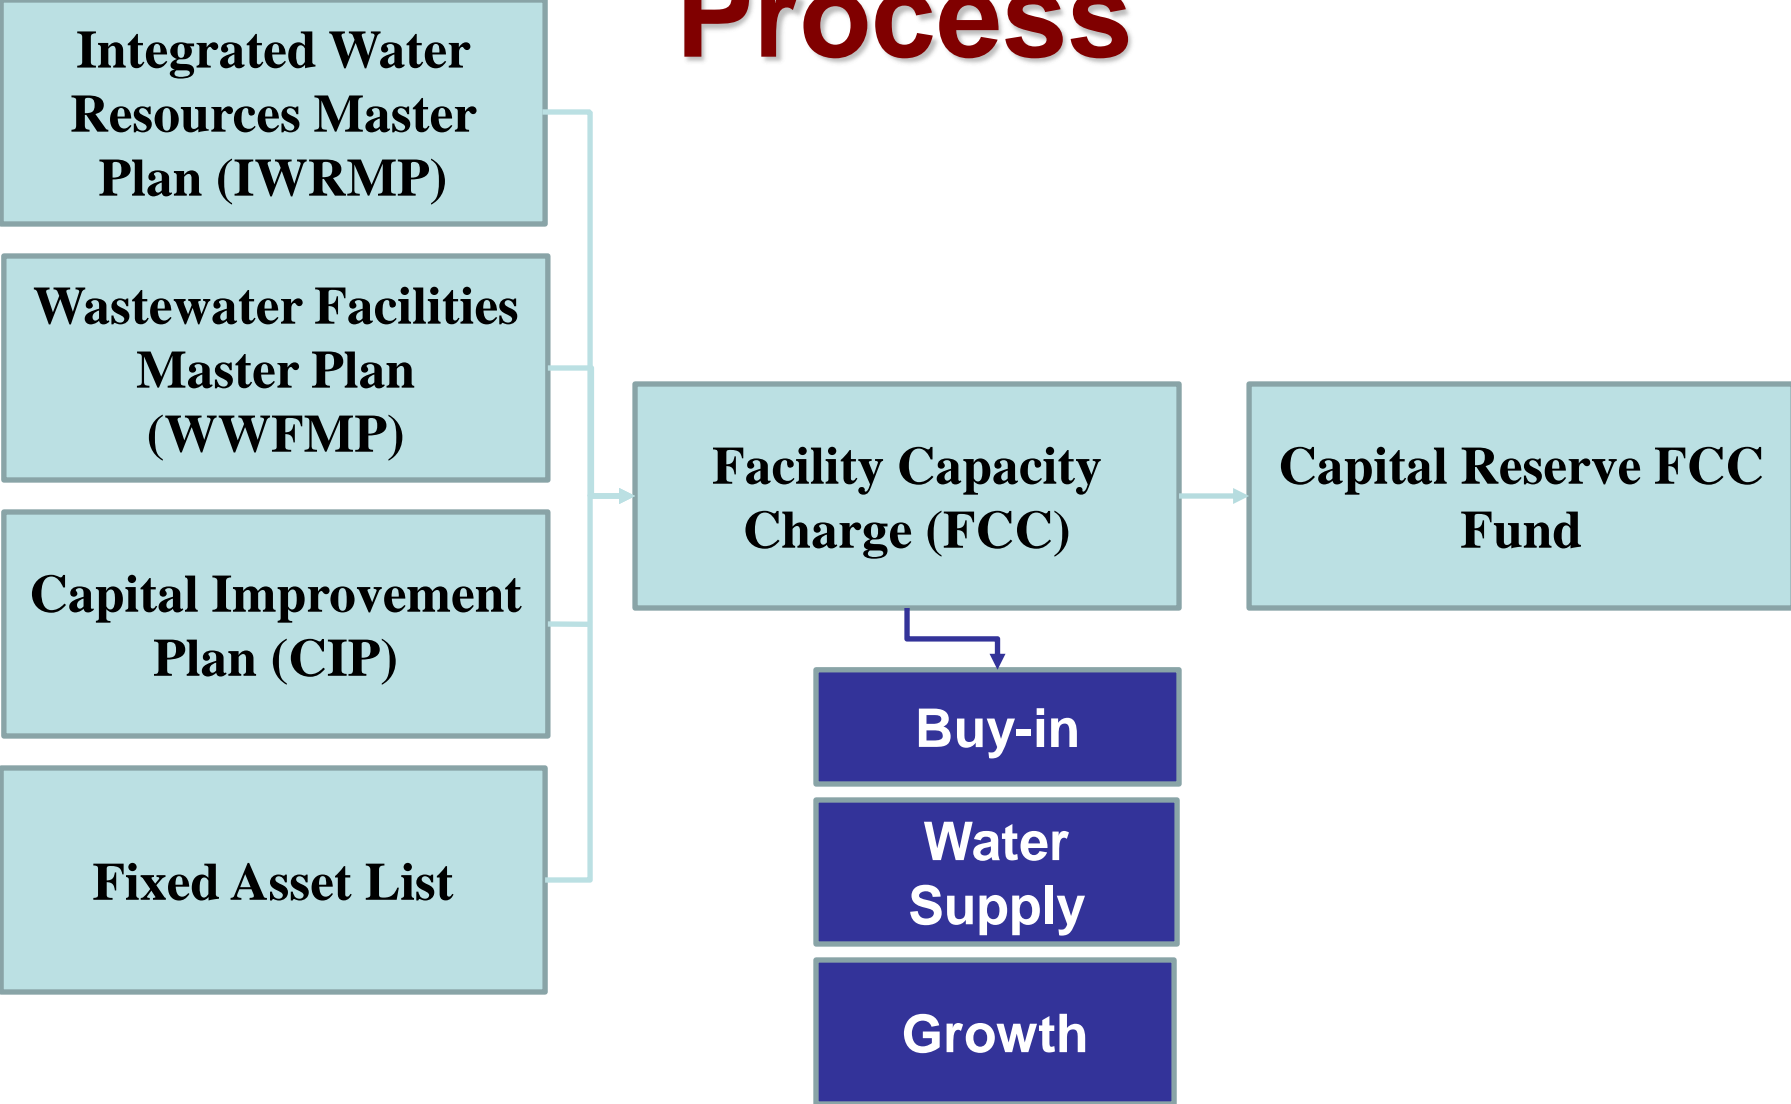 Process
Integrated Water
Resources Master
Plan (IWRMP)
Wastewater Facilities
Master Plan
(WWFMP)
Capital Improvement
Plan (CIP)
Fixed Asset List
Facility Capacity
Charge (FCC)
Capital Reserve FCC
Fund
Buy-in
Water
Supply
Growth